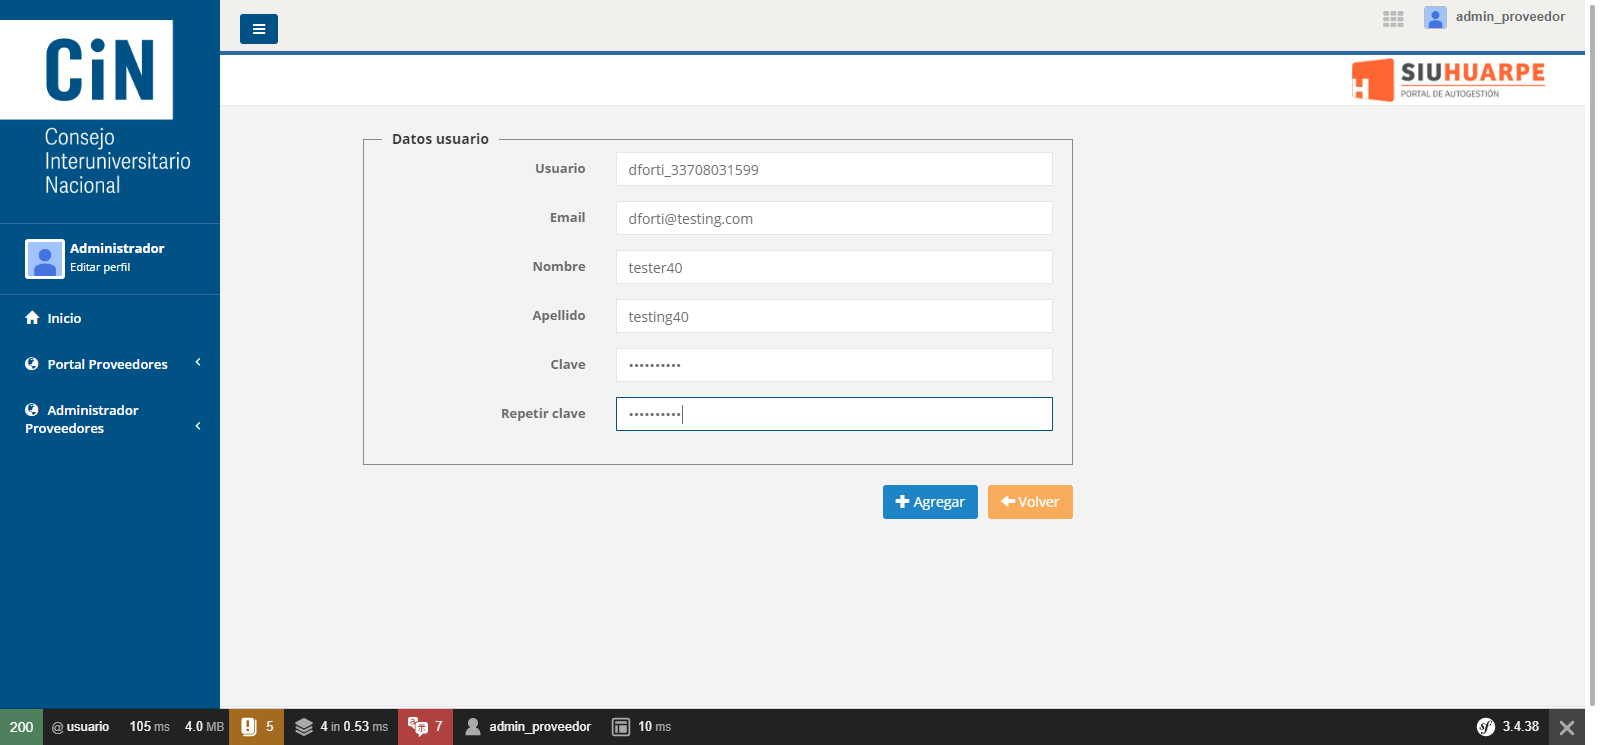 CiN
Consejo
Interuniversitario
Nacional
Administrador
Editar perfil
Inicio
Portal Proveedores
Administrador
Proveedores
admin_proveedor
H SIUHUARPE
PORTAL DE AUTOGESTIÓN
Datos usuario
Usuario dforti_33708031599
Email dforti@testing.com
Nombre tester40
Apellido testing40
Clave ••••••••••
Repetir clave ••••••••••
Agregar Volver
200 @ usuario 105 ms 4.0 MB 5 4 in 0.53 ms 7 admin_proveedor 10 ms sf 3.4.38